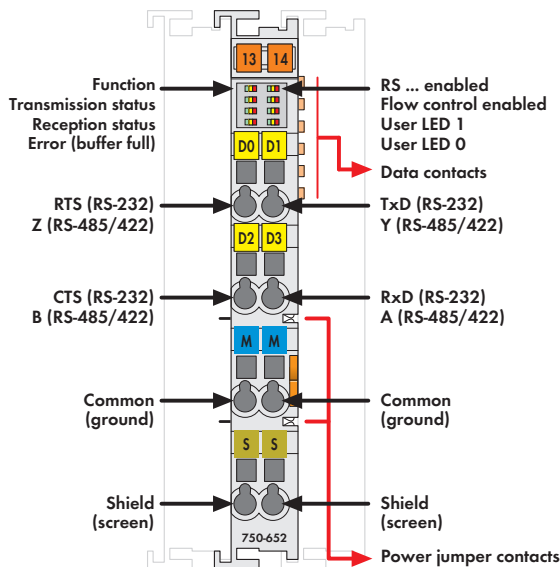 13 14
Function
Transmission status
Reception status
Error (buffer full)
RS ... enabled
Flow control enabled
User LED 1
User LED 0
Data contacts
D0 D1
RTS (RS-232)
Z (RS-485/422)
TxD (RS-232)
Y (RS-485/422)
D2 D3
CTS (RS-232)
B (RS-485/422)
RxD (RS-232)
A (RS-485/422)
M M
Common
(ground)
Common
(ground)
S S
Shield
(screen)
Shield
(screen)
750-652
Power jumper contacts